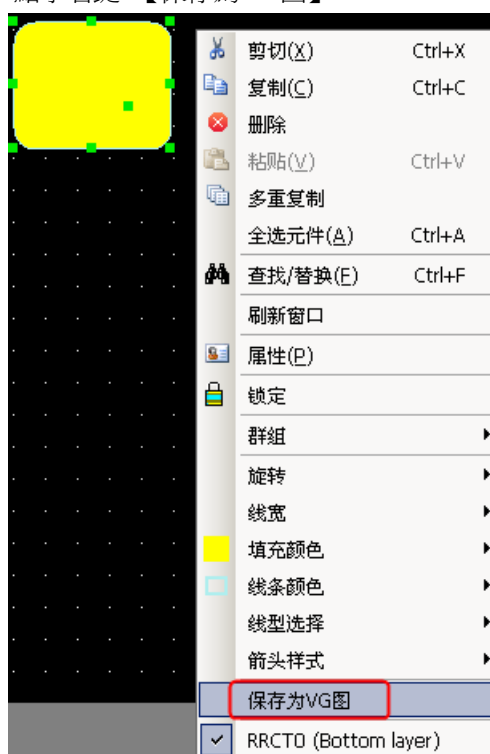 剪切(X) Ctrl+X
复制(C) Ctrl+C
删除
粘贴(V) Ctrl+V
多重复制
全选元件(A) Ctrl+A
查找/替换(F) Ctrl+F
刷新窗口
属性(P)
锁定
群组
旋转
线宽
填充颜色
线条颜色
线型选择
箭头样式
保存为VG图
RRCT0 (Bottom layer)